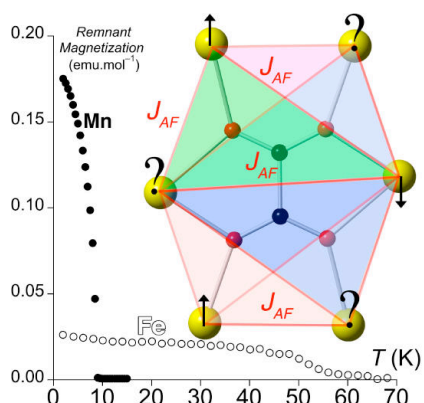 0.20
Remnant
Magnetization
(emu.mol⁻¹)
Mn
0.15
0.10
0.05
0.00
Fe
J_AF
J_AF
J_AF
J_AF
?
?
?
T (K)
0 10 20 30 40 50 60 70